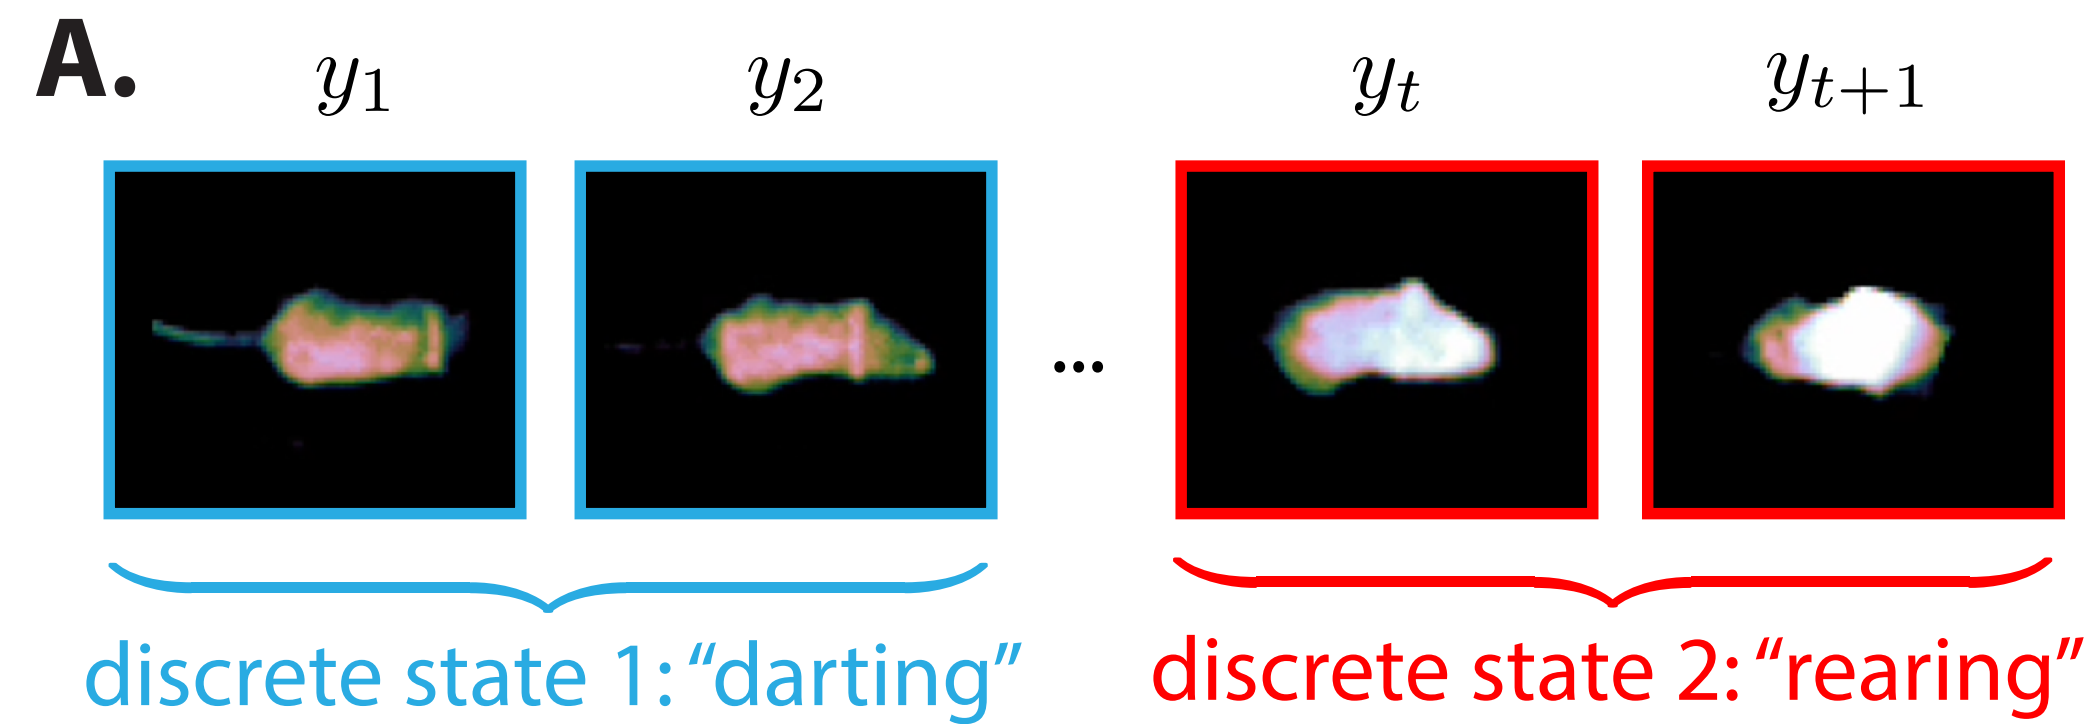 A.
y₁ y₂ yₜ yₜ₊₁
...
discrete state 1: “darting” discrete state 2: “rearing”